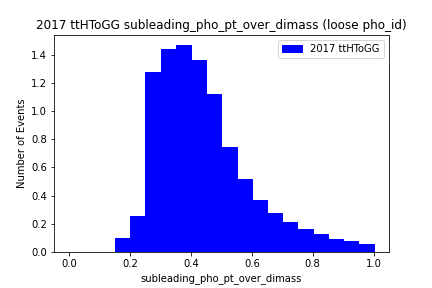 2017 ttHToGG subleading_pho_pt_over_dimass (loose pho_id)
2017 ttHToGG
1.4
1.2
1.0
0.8
0.6
0.4
0.2
0.0
Number of Events
0.0 0.2 0.4 0.6 0.8 1.0
subleading_pho_pt_over_dimass